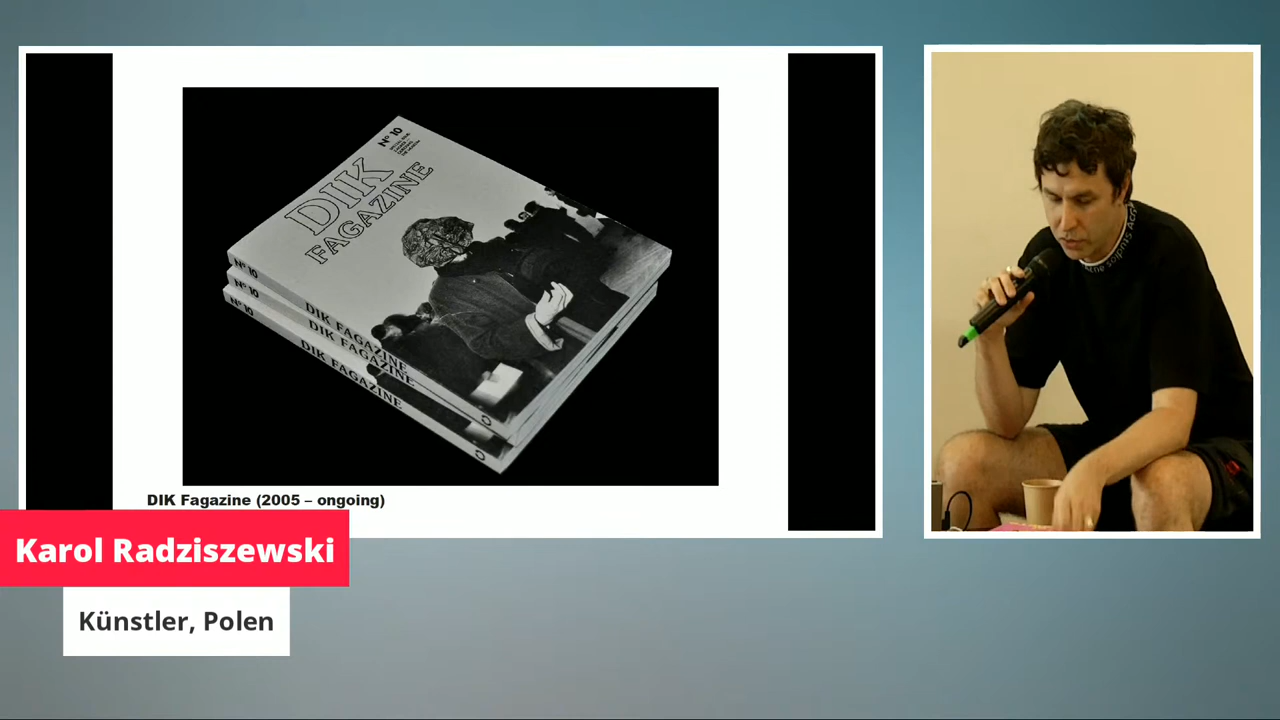 Nº 10
DIK
FAGAZINE
Nº 10
Nº 10
Nº 10
DIK FAGAZINE
DIK FAGAZINE
DIK FAGAZINE
DIK Fagazine (2005 – ongoing)
Karol Radziszewski
Künstler, Polen